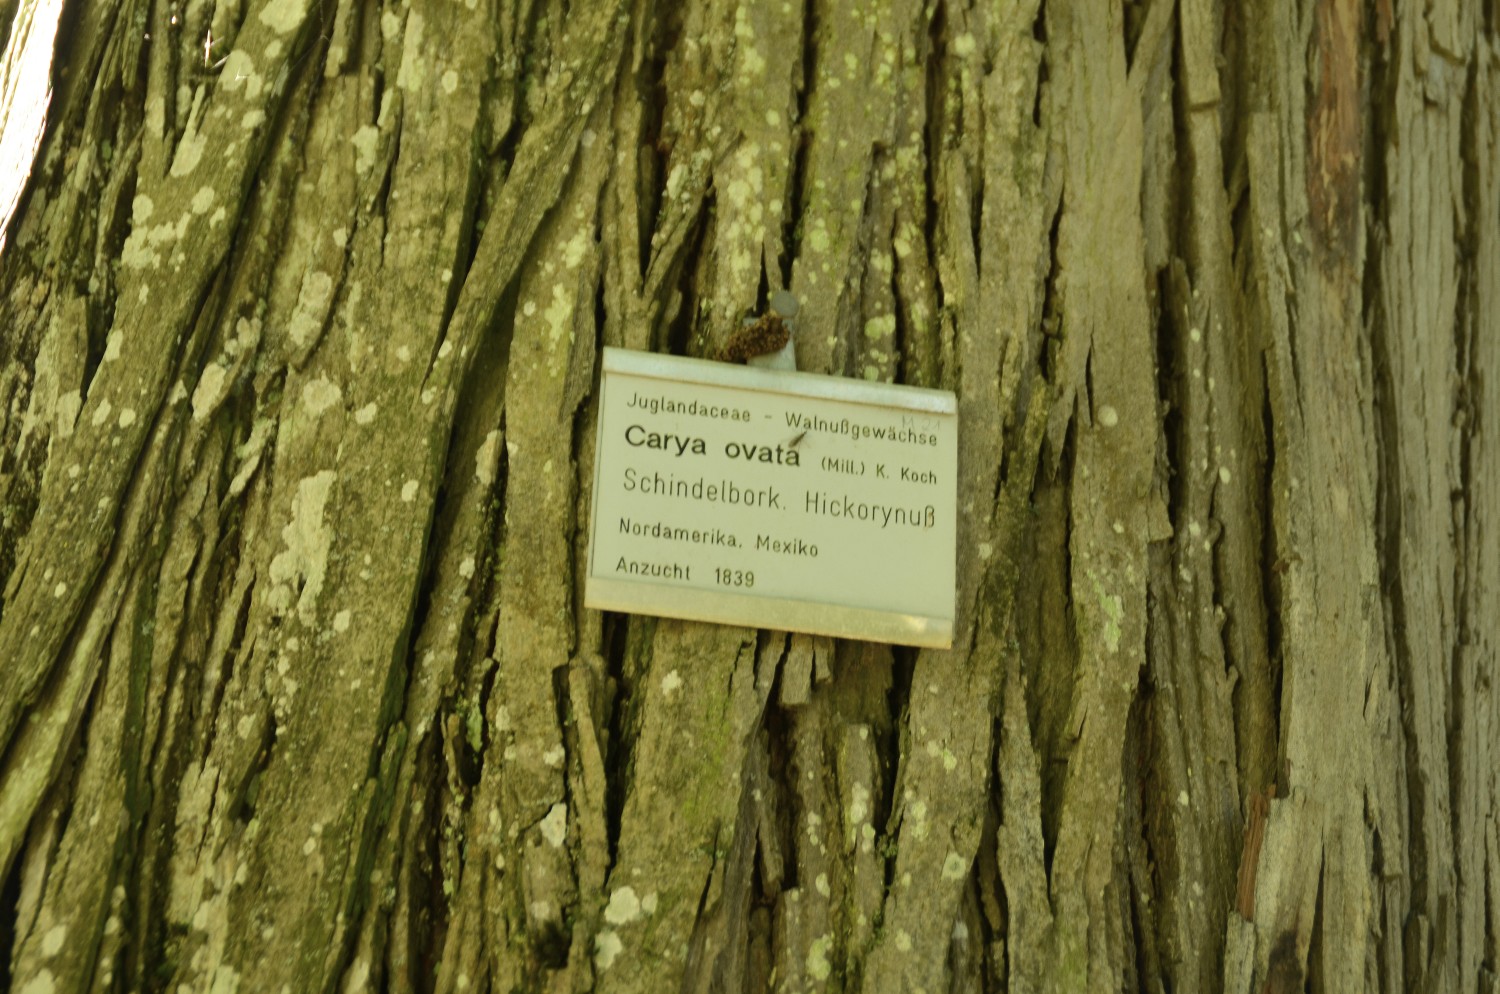 Juglandaceae - Walnußgewächse
Carya ovata (Mill.) K. Koch
Schindelbork. Hickorynuß
Nordamerika. Mexiko
Anzucht 1839